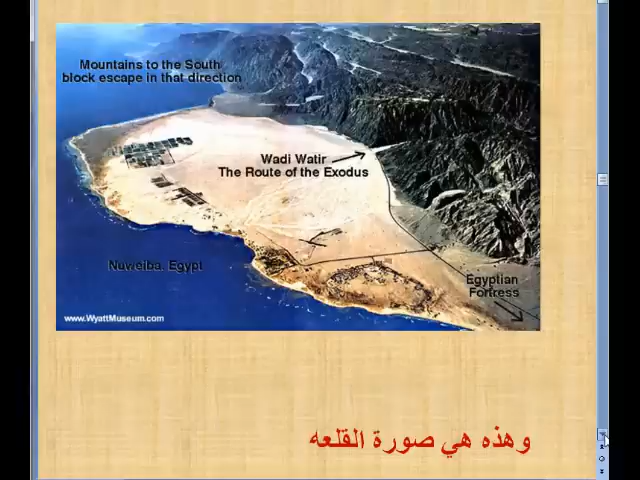 Mountains to the South
block escape in that direction
Wadi Watir
The Route of the Exodus
Nuweiba, Egypt
Egyptian
Fortress
www.WyattMuseum.com
وهذه هي صورة القلعه